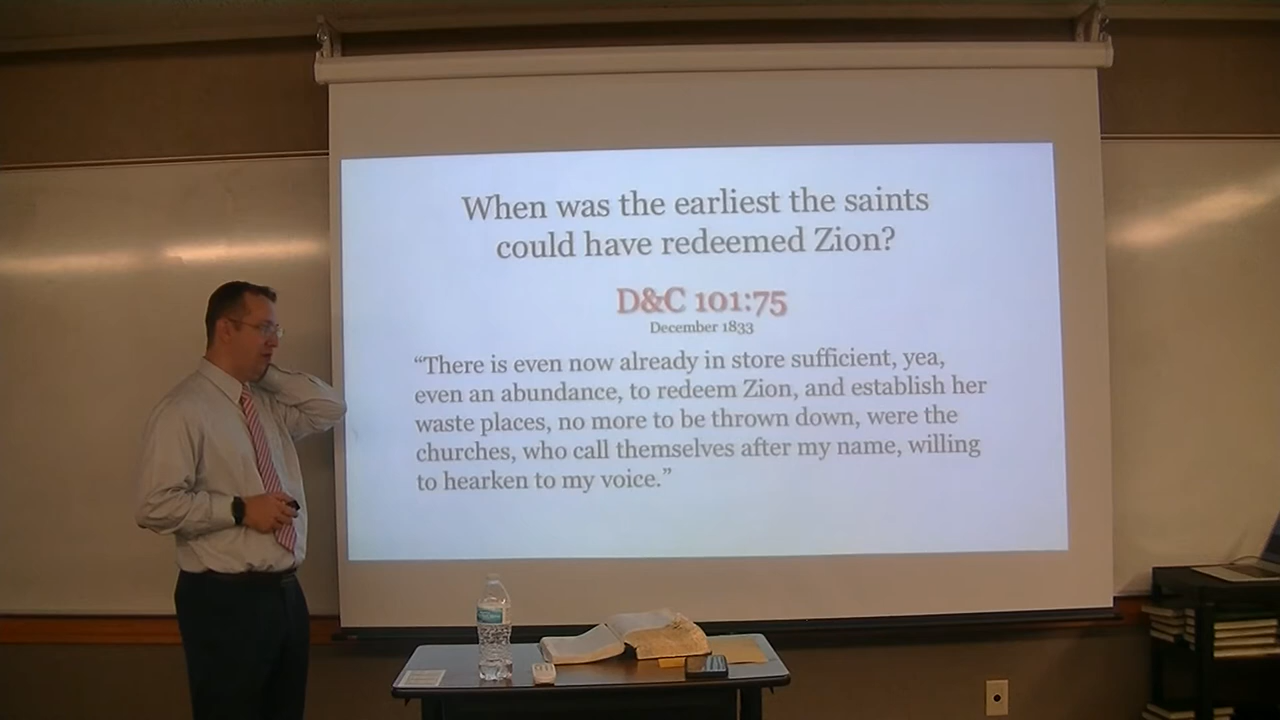 When was the earliest the saints
could have redeemed Zion?
D&C 101:75
December 1833
“There is even now already in store sufficient, yea,
even an abundance, to redeem Zion, and establish her
waste places, no more to be thrown down, were the
churches, who call themselves after my name, willing
to hearken to my voice.”